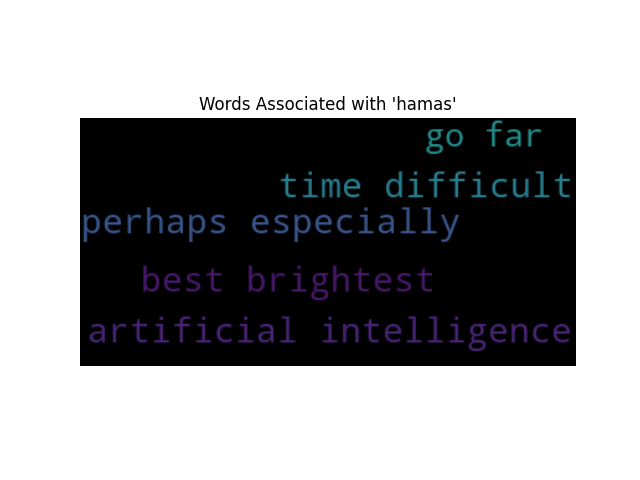 Words Associated with 'hamas'
go far
time difficult
perhaps especially
best brightest
artificial intelligence